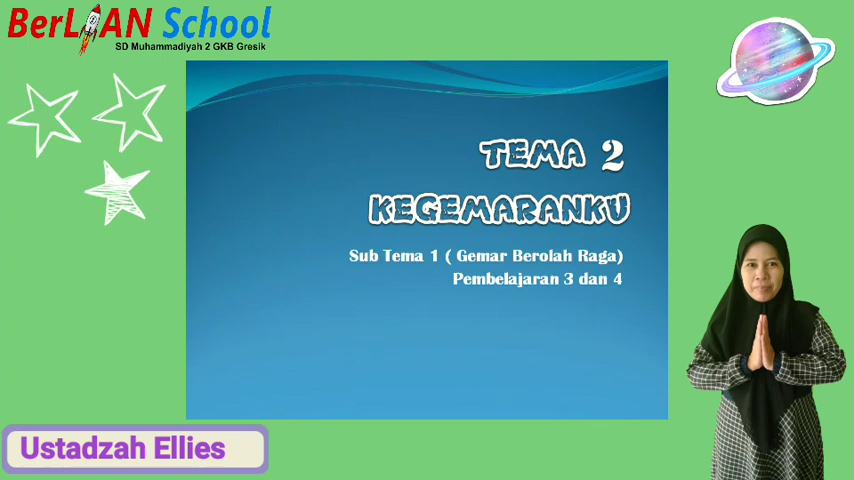 BerLIAN School
SD Muhammadiyah 2 GKB Gresik
TEMA 2
KEGEMARANKU
Sub Tema 1 ( Gemar Berolah Raga)
Pembelajaran 3 dan 4
Ustadzah Ellies